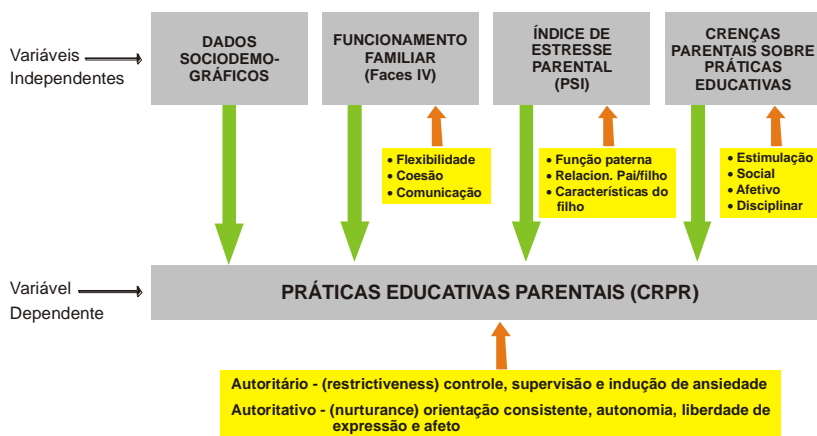 Variáveis
Independentes
DADOS
SOCIODEMO-
GRÁFICOS
FUNCIONAMENTO
FAMILIAR
(Faces IV)
ÍNDICE DE
ESTRESSE
PARENTAL
(PSI)
CRENÇAS
PARENTAIS SOBRE
PRÁTICAS
EDUCATIVAS
• Flexibilidade
• Coesão
• Comunicação
• Função paterna
• Relacion. Pai/filho
• Características do
filho
• Estimulação
• Social
• Afetivo
• Disciplinar
Variável
Dependente
PRÁTICAS EDUCATIVAS PARENTAIS (CRPR)
Autoritário - (restrictiveness) controle, supervisão e indução de ansiedade
Autoritativo - (nurturance) orientação consistente, autonomia, liberdade de
expressão e afeto